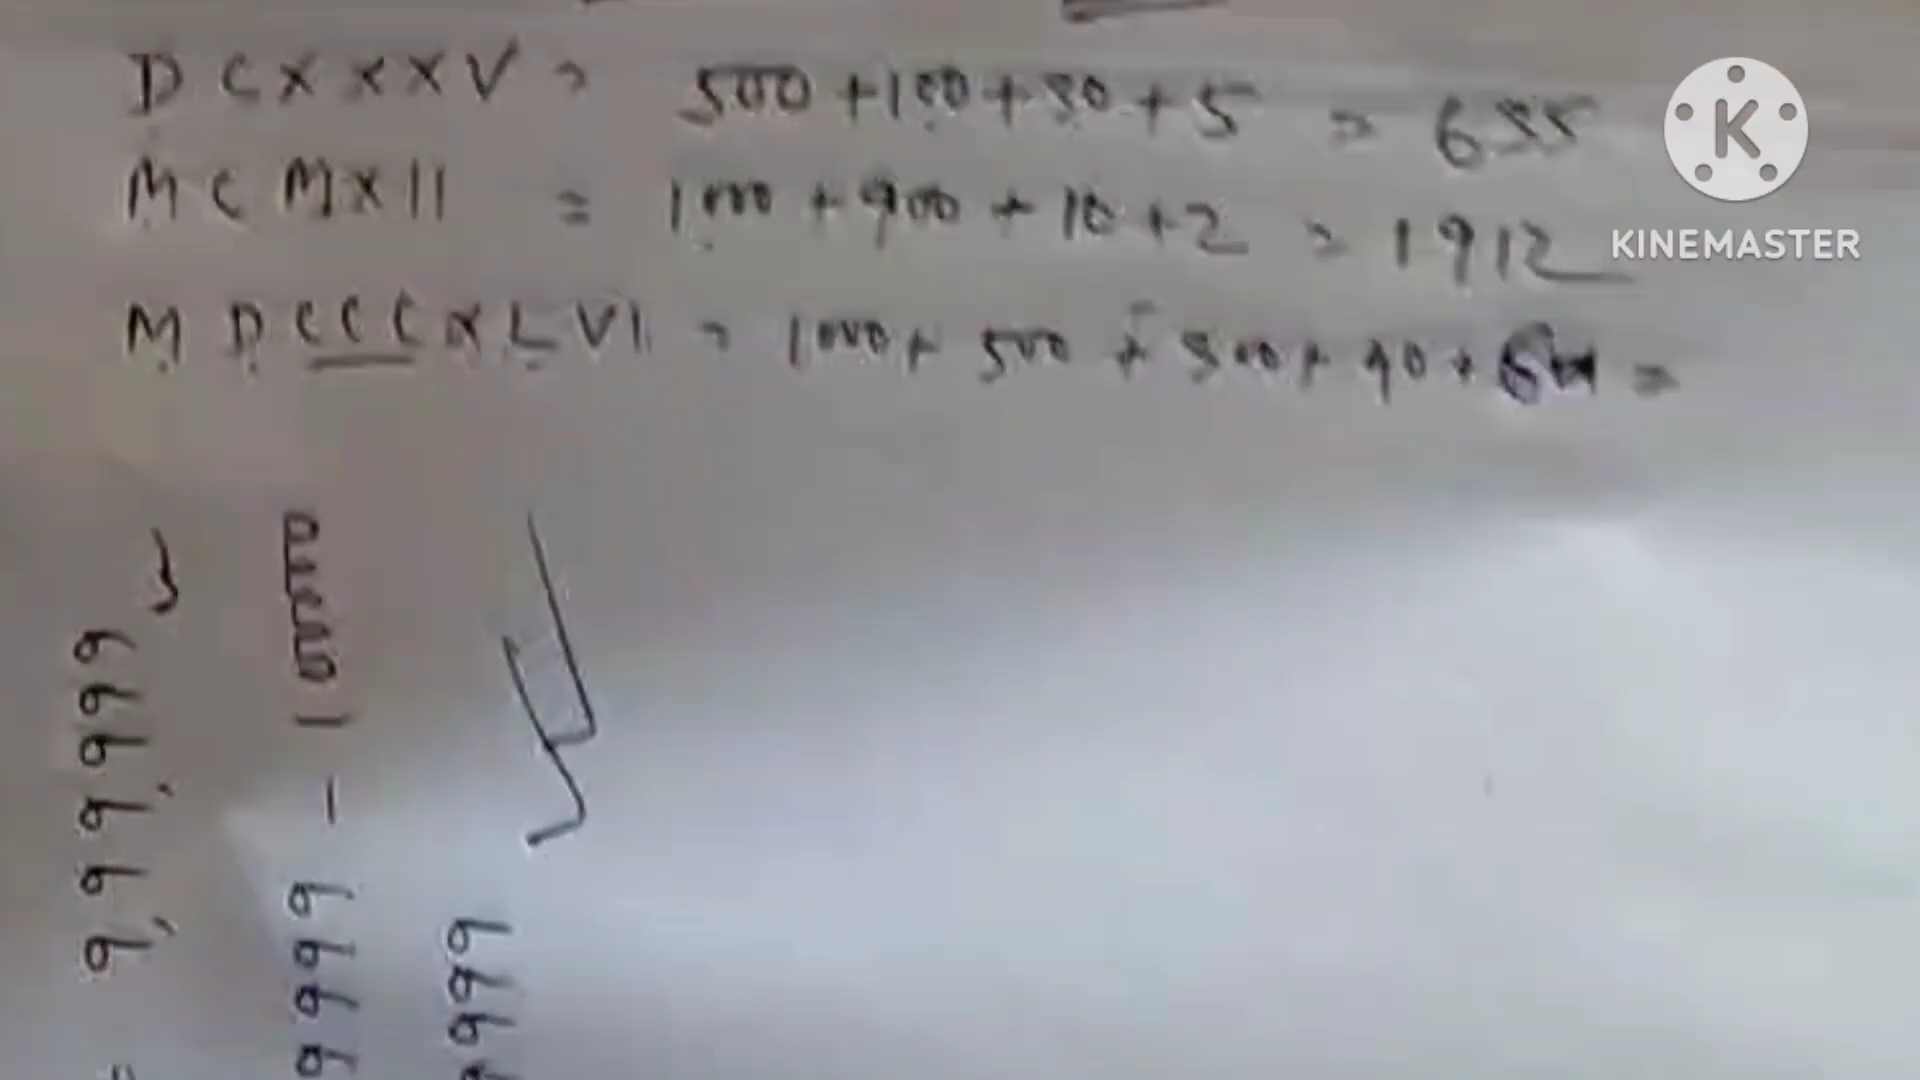 DCXXXV = 500+100+30+5 = 635
MCMXII = 1000+900+10+2 = 1912
MDCCCXLVI = 1000+500+300+40+6 =
9,99,999
9999 - 1
9999
KINEMASTER